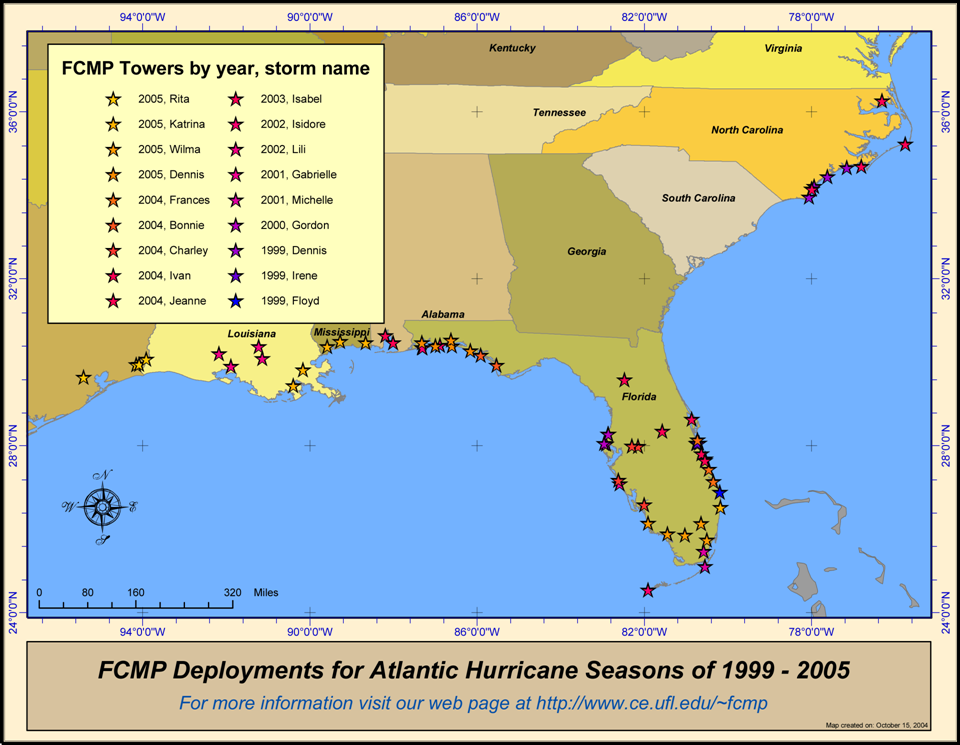 94°0'0"W 90°0'0"W 86°0'0"W 82°0'0"W 78°0'0"W
Kentucky
Virginia
FCMP Towers by year, storm name
2005, Rita
2005, Katrina
2005, Wilma
2005, Dennis
2004, Frances
2004, Bonnie
2004, Charley
2004, Ivan
2004, Jeanne
2003, Isabel
2002, Isidore
2002, Lili
2001, Gabrielle
2001, Michelle
2000, Gordon
1999, Dennis
1999, Irene
1999, Floyd
36°0'0"N 36°0'0"N
Tennessee
North Carolina
South Carolina
Georgia
32°0'0"N 32°0'0"N
Alabama
Louisiana
Mississippi
Florida
28°0'0"N 28°0'0"N
N
W E
S
0 80 160 320 Miles
24°0'0"N 24°0'0"N
94°0'0"W 90°0'0"W 86°0'0"W 82°0'0"W 78°0'0"W
FCMP Deployments for Atlantic Hurricane Seasons of 1999 - 2005
For more information visit our web page at http://www.ce.ufl.edu/~fcmp
Map created on: October 15, 2004